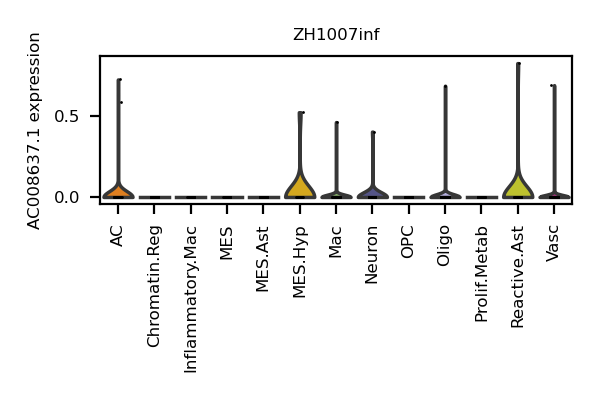 ZH1007inf
AC008637.1 expression
0.5
0.0
AC
Chromatin.Reg
Inflammatory.Mac
MES
MES.Ast
MES.Hyp
Mac
Neuron
OPC
Oligo
Prolif.Metab
Reactive.Ast
Vasc